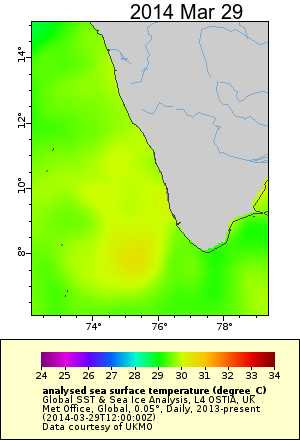 2014 Mar 29
14°
12°
10°
8°
74°
76°
78°
24 25 26 27 28 29 30 31 32 33 34
analysed sea surface temperature (degree_C)
Global SST & Sea Ice Analysis, L4 OSTIA, UK
Met Office, Global, 0.05°, Daily, 2013-present
(2014-03-29T12:00:00Z)
Data courtesy of UKMO